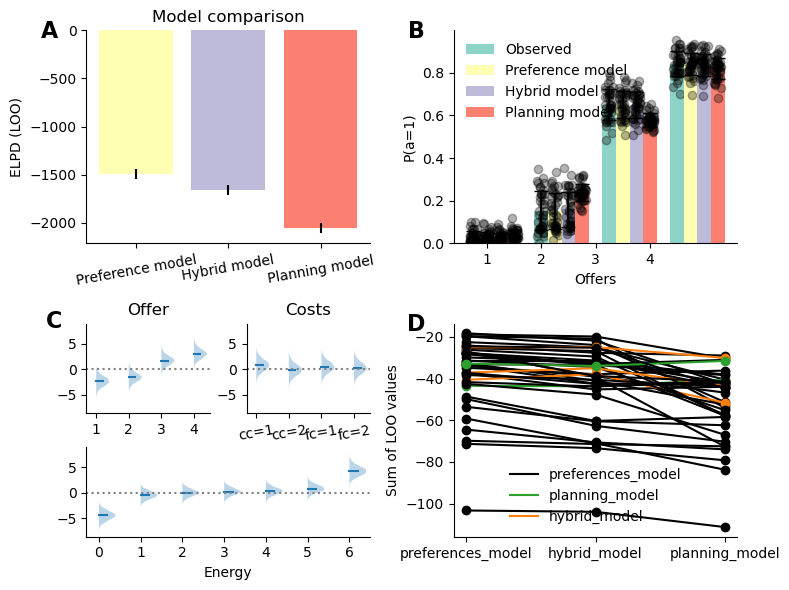 A
Model comparison
0
−500
−1000
−1500
−2000
ELPD (LOO)
Preference model
Hybrid model
Planning model
B
0.8
0.6
0.4
0.2
0.0
P(a=1)
Observed
Preference model
Hybrid model
Planning model
1
2
3
4
Offers
C
Offer
5
0
−5
1
2
3
4
Costs
5
0
−5
cc=1
cc=2
fc=1
fc=2
5
0
−5
0
1
2
3
4
5
6
Energy
D
−20
−40
−60
−80
−100
Sum of LOO values
preferences_model
planning_model
hybrid_model
preferences_model
hybrid_model
planning_model